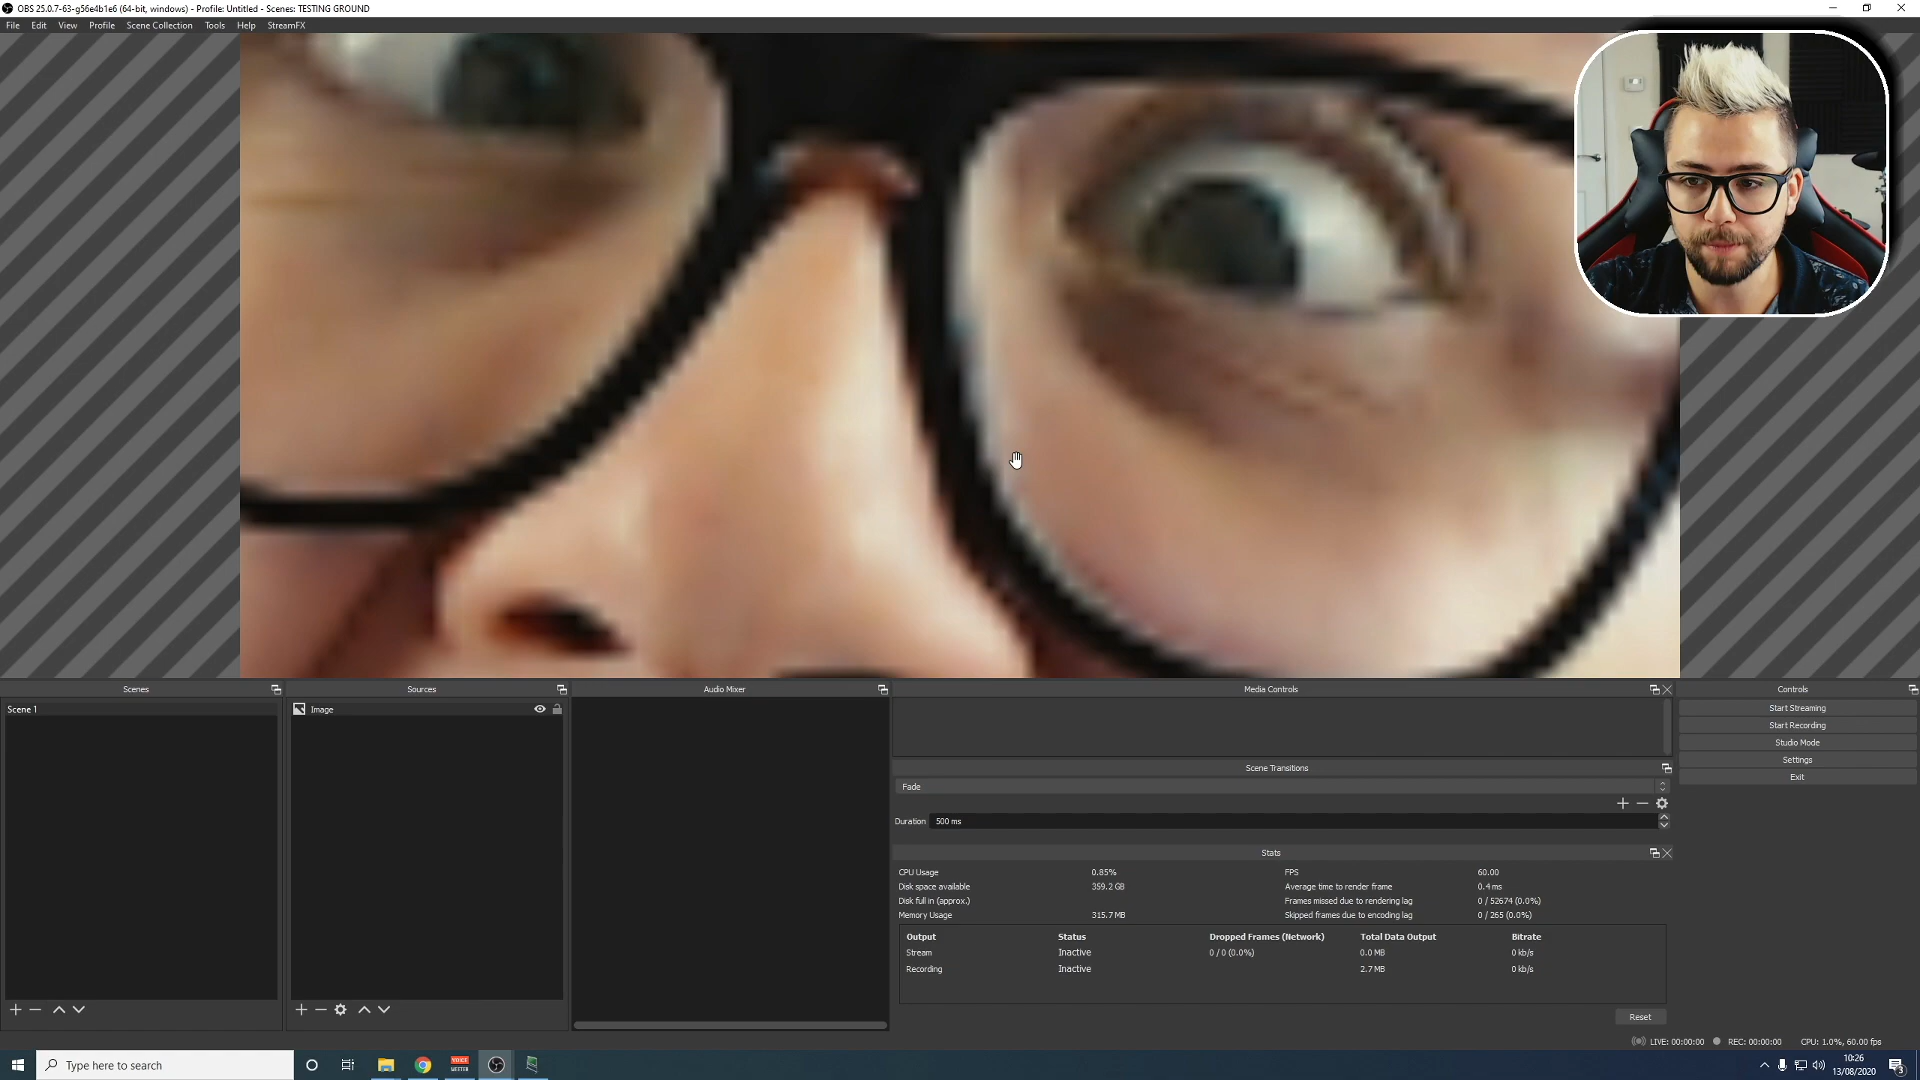 OBS 25.0.7-63-g56e4b1e6 (64-bit, windows) - Profile: Untitled - Scenes: TESTING GROUND
File Edit View Profile Scene Collection Tools Help StreamFX
Scenes
Sources
Audio Mixer
Media Controls
Controls
Scene 1
Image
Start Streaming
Start Recording
Studio Mode
Settings
Exit
Scene Transitions
Fade
Duration 500 ms
Stats
CPU Usage 0.85% FPS 60.00
Disk space available 359.2 GB Average time to render frame 0.4 ms
Disk full in (approx.) Frames missed due to rendering lag 0 / 52674 (0.0%)
Memory Usage 315.7 MB Skipped frames due to encoding lag 0 / 265 (0.0%)
Output Status Dropped Frames (Network) Total Data Output Bitrate
Stream Inactive 0 / 0 (0.0%) 0.0 MB 0 kb/s
Recording Inactive 2.7 MB 0 kb/s
Reset
LIVE: 00:00:00 REC: 00:00:00 CPU: 1.0%, 60.00 fps
Type here to search
VOICE
MEETER
10:26
13/08/2020
3